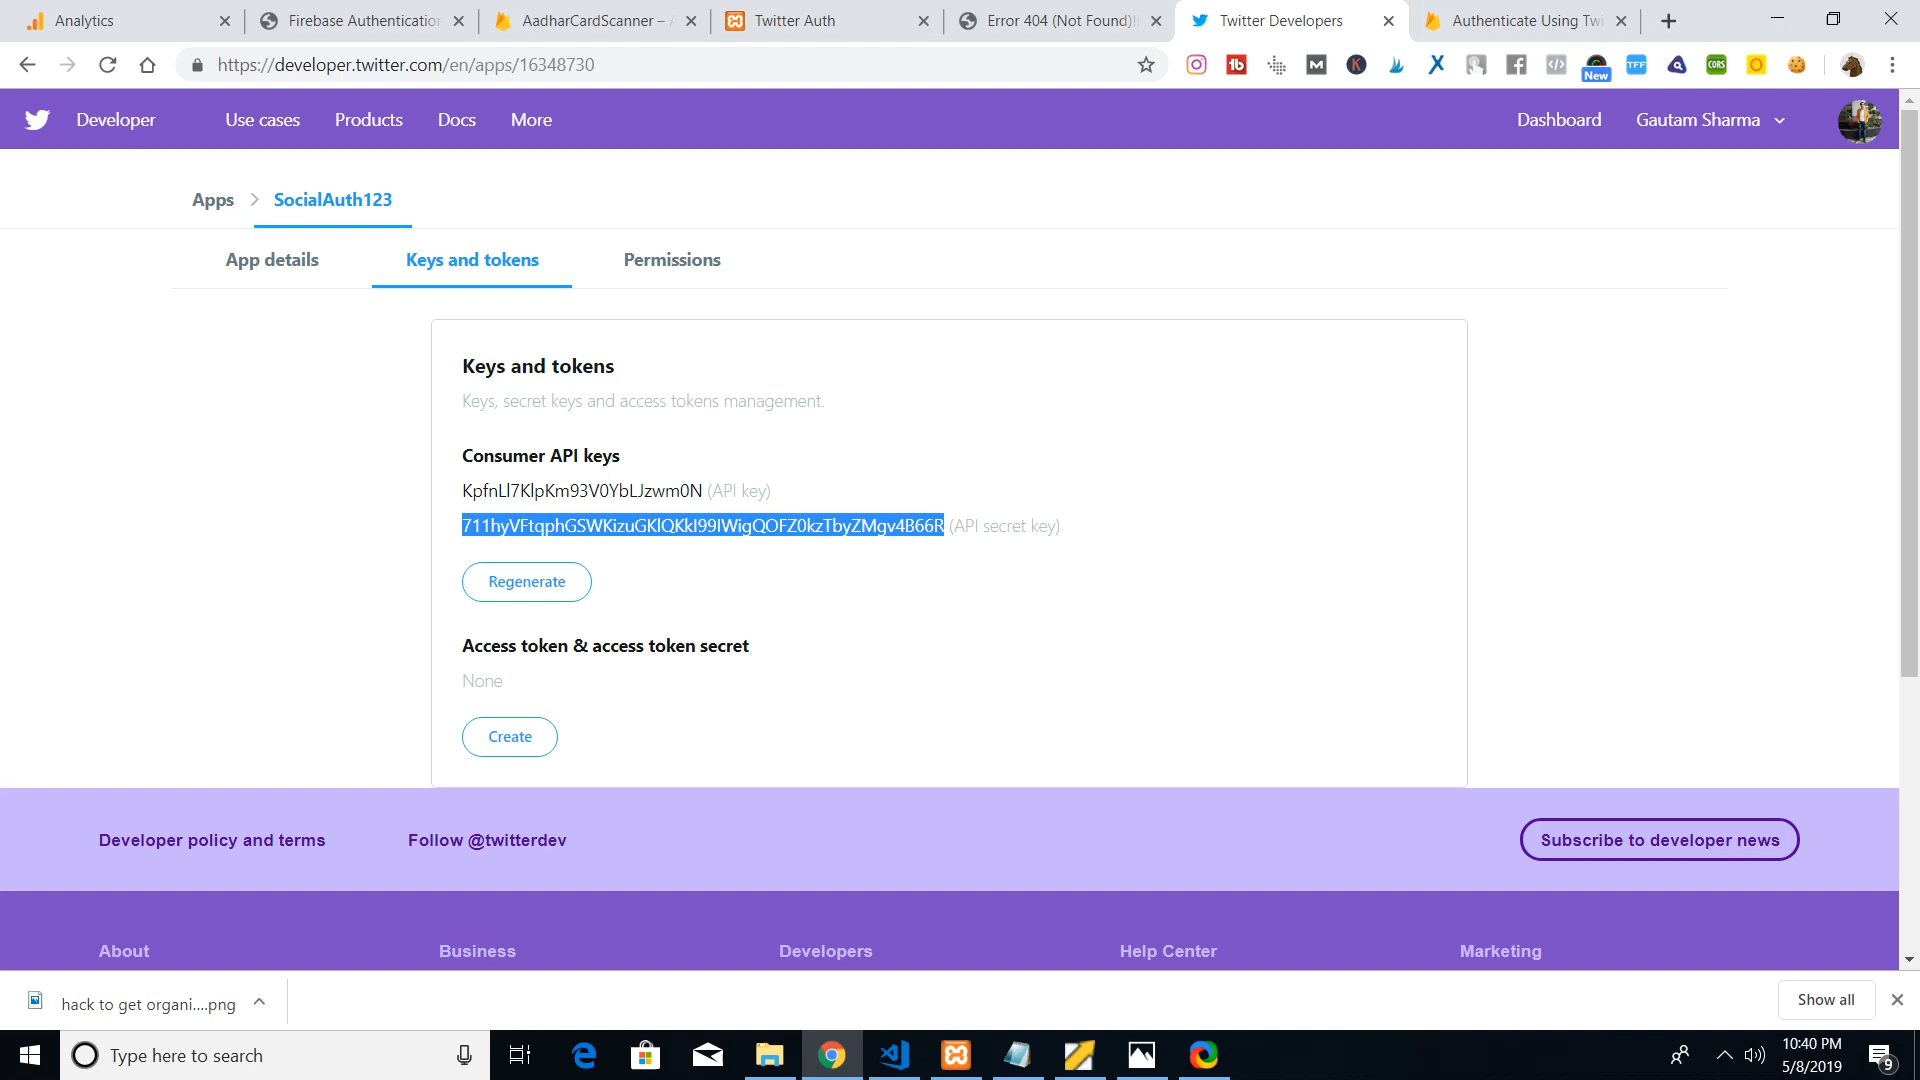 Analytics
Firebase Authentication
AadharCardScanner –
Twitter Auth
Error 404 (Not Found)!
Twitter Developers
Authenticate Using Twi
https://developer.twitter.com/en/apps/16348730
New
Developer
Use cases
Products
Docs
More
Dashboard
Gautam Sharma
Apps
SocialAuth123
App details
Keys and tokens
Permissions
Keys and tokens
Keys, secret keys and access tokens management.
Consumer API keys
KpfnLl7KlpKm93V0YbLJzwm0N (API key)
711hyVFtqphGSWKizuGKlQKkl99IWigQOFZ0kzTbyZMgv4B66R (API secret key)
Regenerate
Access token & access token secret
None
Create
Developer policy and terms
Follow @twitterdev
Subscribe to developer news
About
Business
Developers
Help Center
Marketing
hack to get organi....png
Show all
Type here to search
10:40 PM
5/8/2019
9